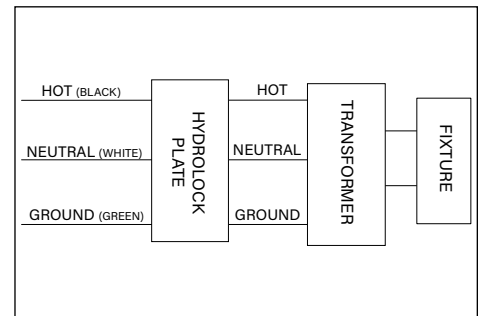 HOT (BLACK)
NEUTRAL (WHITE)
GROUND (GREEN)
HYDROLOCK
PLATE
HOT
NEUTRAL
GROUND
TRANSFORMER
FIXTURE